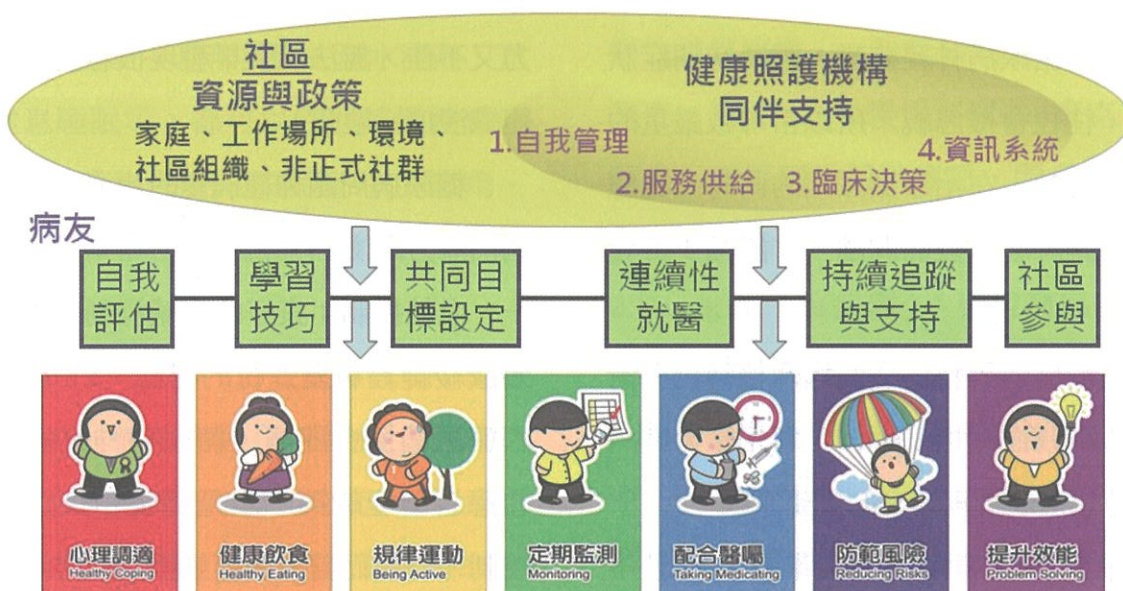 社區
資源與政策
家庭、工作場所、環境、
社區組織、非正式社群
健康照護機構
同伴支持
1.自我管理
2.服務供給
3.臨床決策
4.資訊系統
病友
自我
評估
學習
技巧
共同目
標設定
連續性
就醫
持續追蹤
與支持
社區
參與
心理調適
Healthy Coping
健康飲食
Healthy Eating
規律運動
Being Active
定期監測
Monitoring
配合醫囑
Taking Medicating
防範風險
Reducing Risks
提升效能
Problem Solving